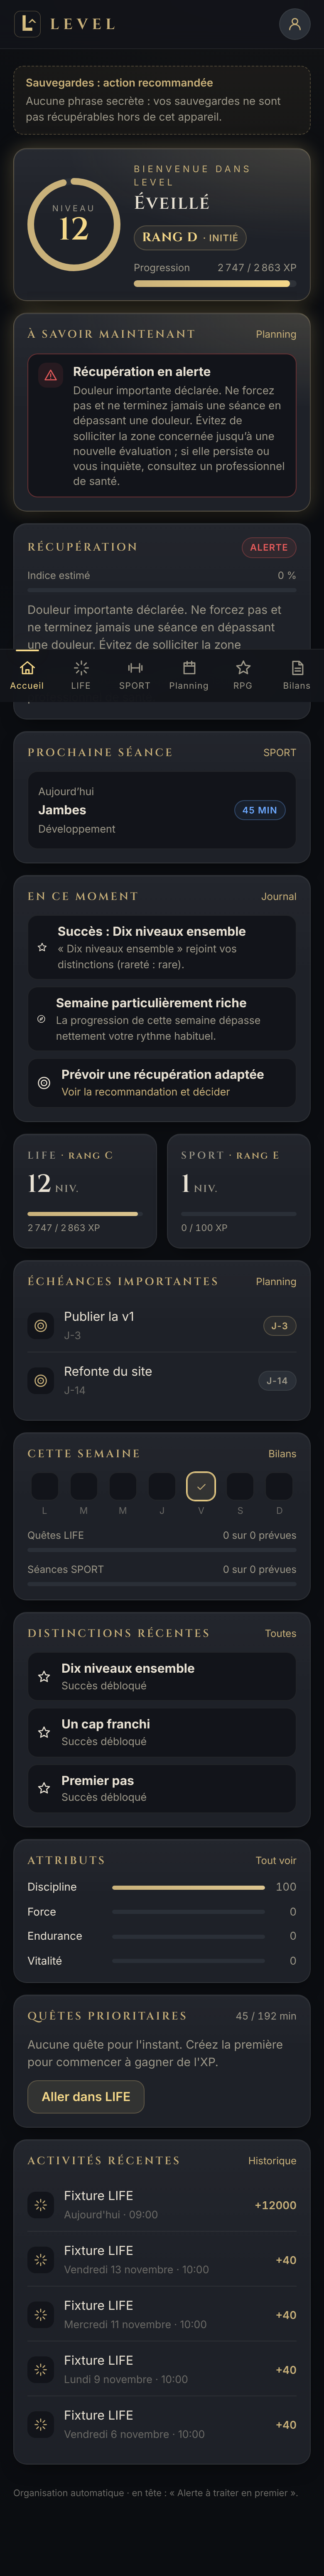 LEVEL
Sauvegardes : action recommandée
Aucune phrase secrète : vos sauvegardes ne sont
pas récupérables hors de cet appareil.
NIVEAU
12
BIENVENUE DANS
LEVEL
Éveillé
RANG D · INITIÉ
Progression 2 747 / 2 863 XP
À SAVOIR MAINTENANT Planning
Récupération en alerte
Douleur importante déclarée. Ne forcez
pas et ne terminez jamais une séance en
dépassant une douleur. Évitez de
solliciter la zone concernée jusqu'à une
nouvelle évaluation ; si elle persiste ou
vous inquiète, consultez un professionnel
de santé.
RÉCUPÉRATION ALERTE
Indice estimé 0 %
Douleur importante déclarée. Ne forcez pas et
ne terminez jamais une séance en dépassant
une douleur. Évitez de solliciter la zone
Accueil LIFE SPORT Planning RPG Bilans
PROCHAINE SÉANCE SPORT
Aujourd'hui
Jambes
Développement
45 MIN
EN CE MOMENT Journal
Succès : Dix niveaux ensemble
« Dix niveaux ensemble » rejoint vos
distinctions (rareté : rare).
Semaine particulièrement riche
La progression de cette semaine dépasse
nettement votre rythme habituel.
Prévoir une récupération adaptée
Voir la recommandation et décider
LIFE · RANG C
12 NIV.
2 747 / 2 863 XP
SPORT · RANG E
1 NIV.
0 / 100 XP
ÉCHÉANCES IMPORTANTES Planning
Publier la v1
J-3
J-3
Refonte du site
J-14
J-14
CETTE SEMAINE Bilans
L M M J V S D
Quêtes LIFE 0 sur 0 prévues
Séances SPORT 0 sur 0 prévues
DISTINCTIONS RÉCENTES Toutes
Dix niveaux ensemble
Succès débloqué
Un cap franchi
Succès débloqué
Premier pas
Succès débloqué
ATTRIBUTS Tout voir
Discipline 100
Force 0
Endurance 0
Vitalité 0
QUÊTES PRIORITAIRES 45 / 192 min
Aucune quête pour l'instant. Créez la première
pour commencer à gagner de l'XP.
Aller dans LIFE
ACTIVITÉS RÉCENTES Historique
Fixture LIFE
Aujourd'hui · 09:00
+12000
Fixture LIFE
Vendredi 13 novembre · 10:00
+40
Fixture LIFE
Mercredi 11 novembre · 10:00
+40
Fixture LIFE
Lundi 9 novembre · 10:00
+40
Fixture LIFE
Vendredi 6 novembre · 10:00
+40
Organisation automatique · en tête : « Alerte à traiter en premier ».